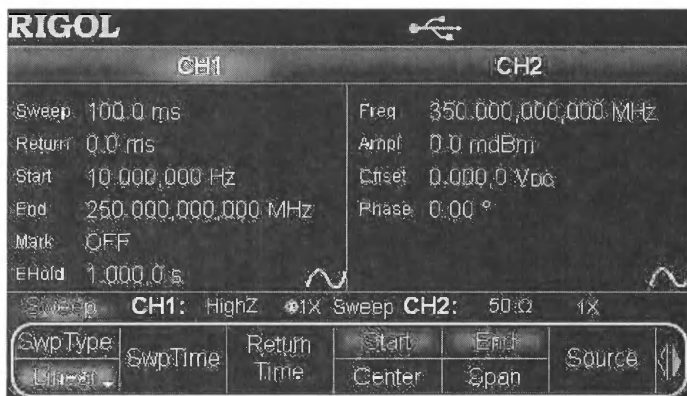 RIGOL
CH1 CH2
Sweep 100.0 ms
Return 0.0 ms
Start 10.000,000 Hz
End 250.000,000,000 MHz
Mark OFF
EHold 1.000,0 s
Freq 350.000,000,000 MHz
Ampl 0.0 mdBm
Offset 0.000,0 VDC
Phase 0.00 °
Sweep CH1: HighZ 1X Sweep CH2: 50 Ω 1X
SwpType SwpTime Return Time Start End Source
Linear Center Span